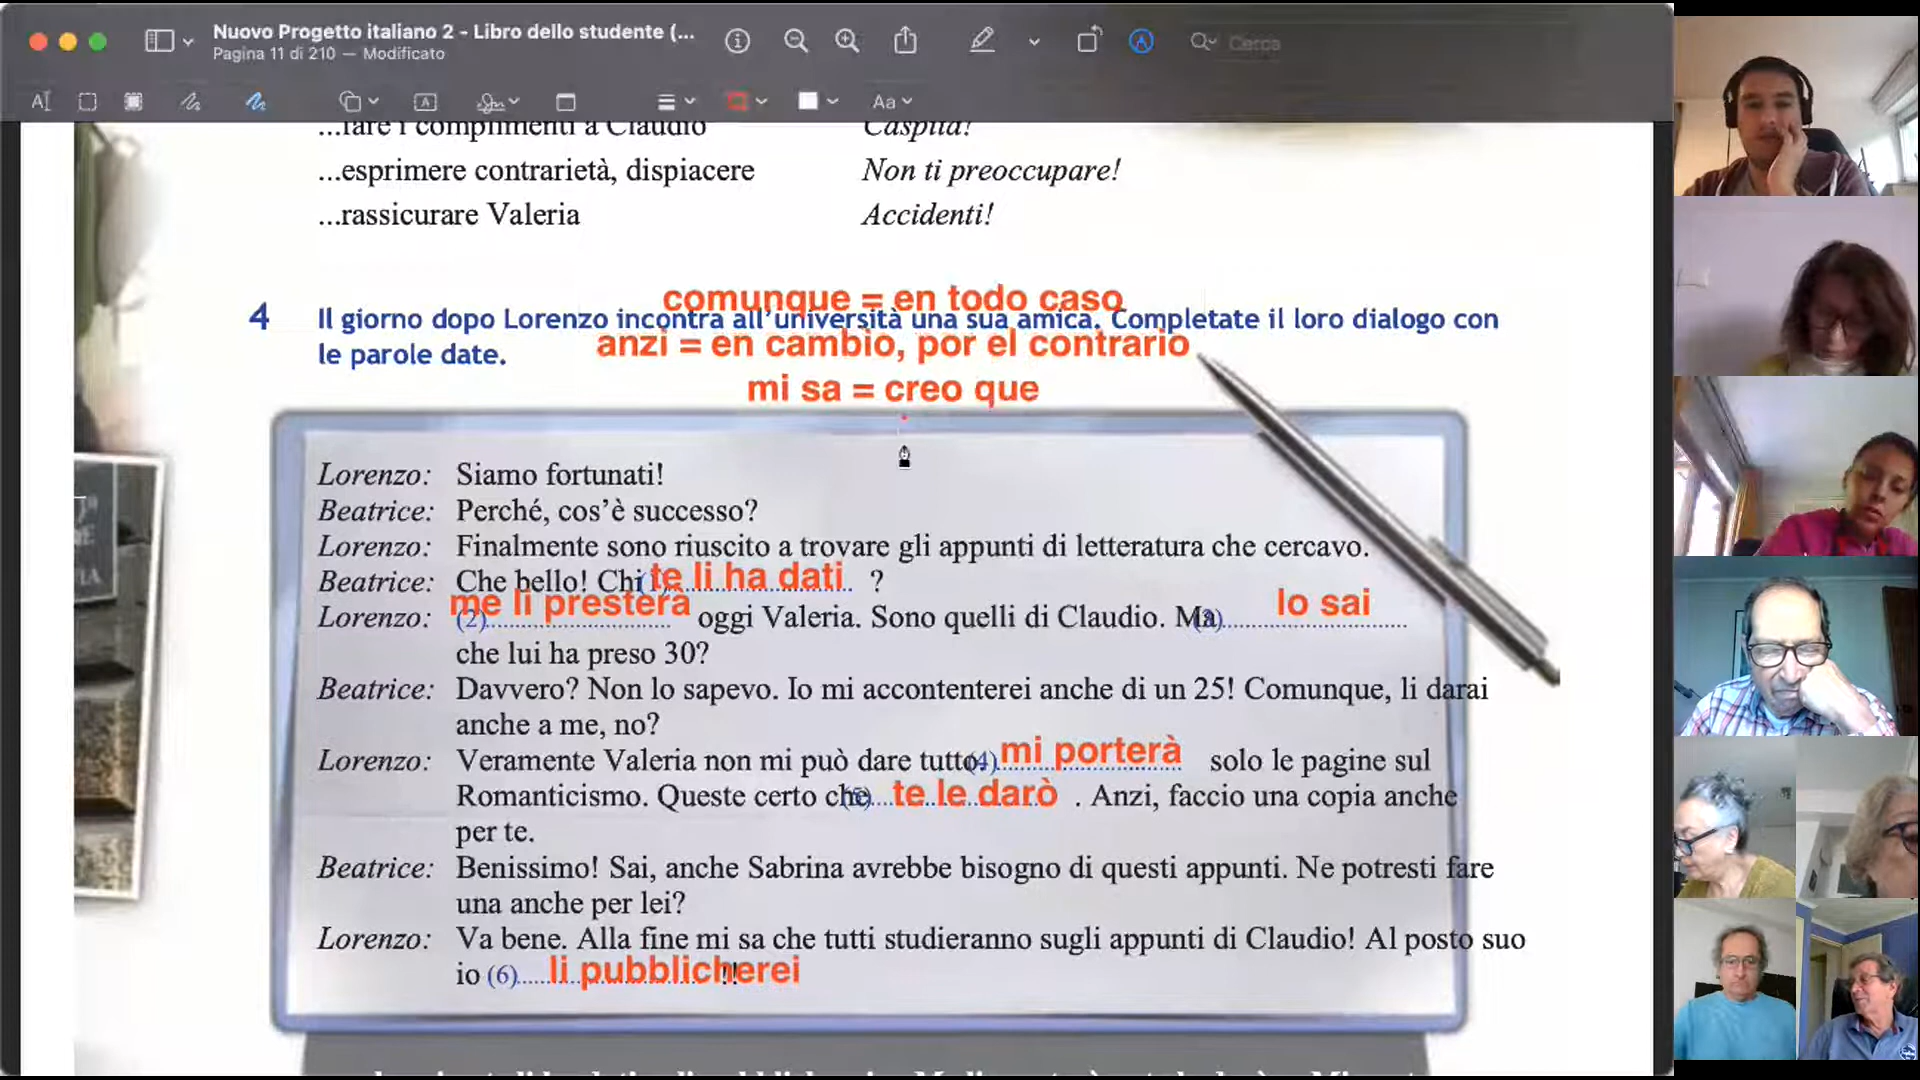 Nuovo Progetto italiano 2 - Libro dello studente (...
Pagina 11 di 210 — Modificato
Cerca
Aa
...fare i complimenti a Claudio Caspita!
...esprimere contrarietà, dispiacere Non ti preoccupare!
...rassicurare Valeria Accidenti!
comunque = en todo caso
4 Il giorno dopo Lorenzo incontra all'università una sua amica. Completate il loro dialogo con
anzi = en cambio, por el contrario
le parole date.
mi sa = creo que
Lorenzo: Siamo fortunati!
Beatrice: Perché, cos'è successo?
Lorenzo: Finalmente sono riuscito a trovare gli appunti di letteratura che cercavo.
Beatrice: Che bello! Chi te li ha dati ?
Lorenzo: (2) me li presterà oggi Valeria. Sono quelli di Claudio. Ma (3) lo sai
che lui ha preso 30?
Beatrice: Davvero? Non lo sapevo. Io mi accontenterei anche di un 25! Comunque, li darai
anche a me, no?
Lorenzo: Veramente Valeria non mi può dare tutto. (4) mi porterà solo le pagine sul
Romanticismo. Queste certo che (5) te le darò . Anzi, faccio una copia anche
per te.
Beatrice: Benissimo! Sai, anche Sabrina avrebbe bisogno di questi appunti. Ne potresti fare
una anche per lei?
Lorenzo: Va bene. Alla fine mi sa che tutti studieranno sugli appunti di Claudio! Al posto suo
io (6) li pubblicherei !!